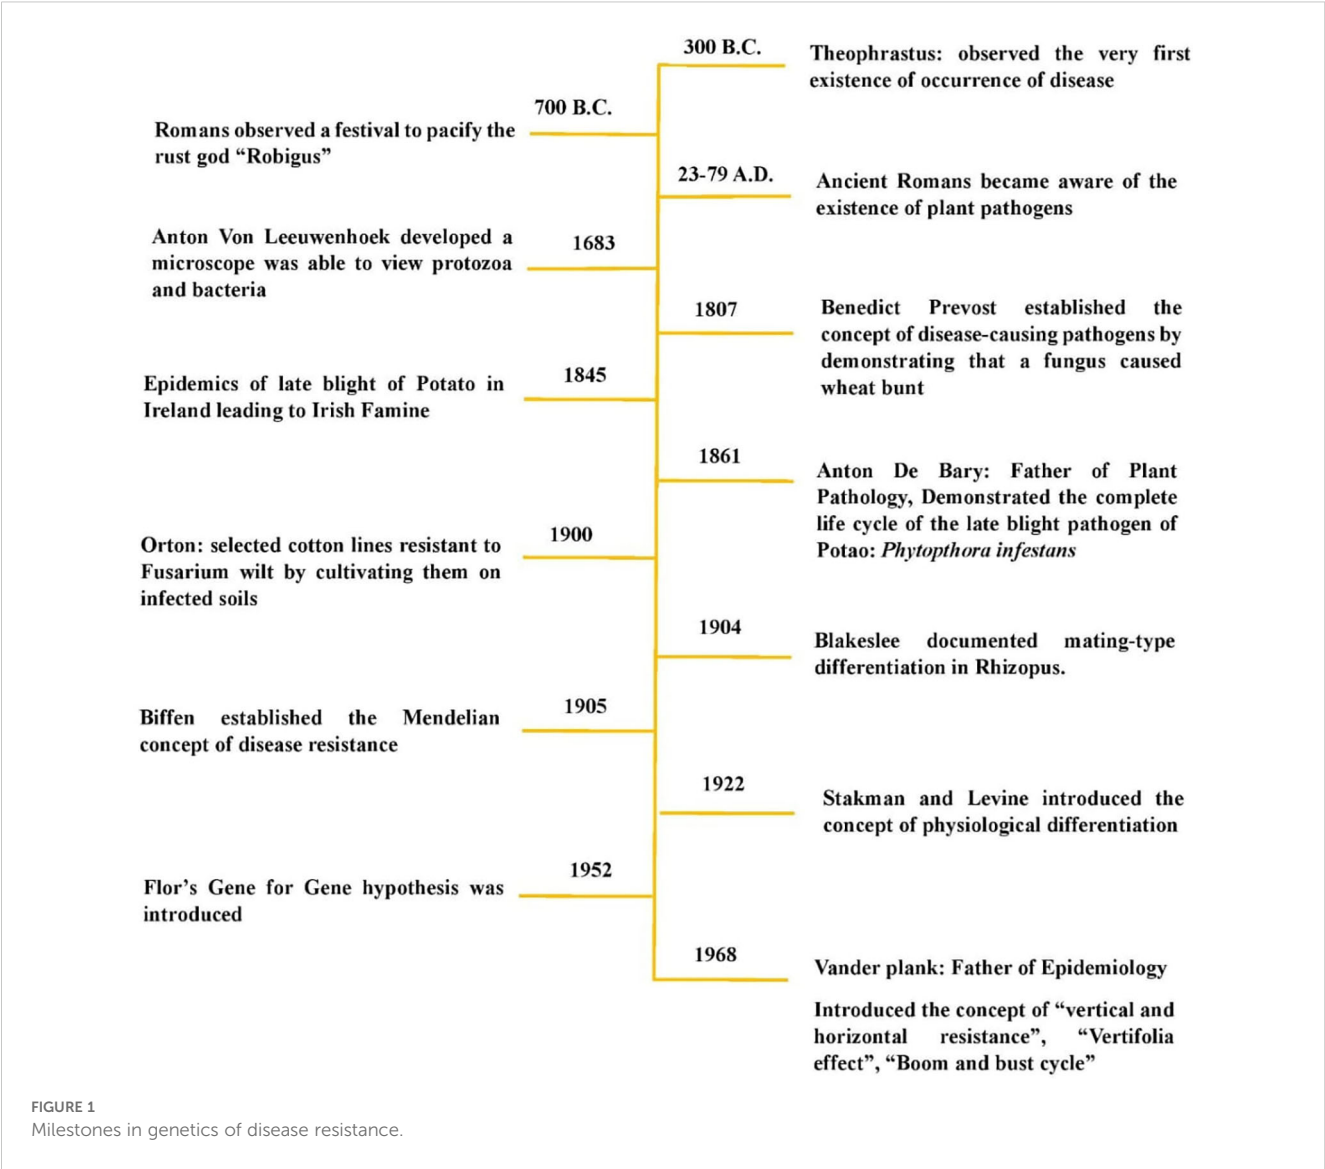 300 B.C.
Theophrastus: observed the very first
existence of occurrence of disease
700 B.C.
Romans observed a festival to pacify the
rust god “Robigus”
23-79 A.D.
Ancient Romans became aware of the
existence of plant pathogens
1683
Anton Von Leeuwenhoek developed a
microscope was able to view protozoa
and bacteria
1807
Benedict Prevost established the
concept of disease-causing pathogens by
demonstrating that a fungus caused
wheat bunt
1845
Epidemics of late blight of Potato in
Ireland leading to Irish Famine
1861
Anton De Bary: Father of Plant
Pathology, Demonstrated the complete
life cycle of the late blight pathogen of
Potao: Phytopthora infestans
1900
Orton: selected cotton lines resistant to
Fusarium wilt by cultivating them on
infected soils
1904
Blakeslee documented mating-type
differentiation in Rhizopus.
1905
Biffen established the Mendelian
concept of disease resistance
1922
Stakman and Levine introduced the
concept of physiological differentiation
1952
Flor’s Gene for Gene hypothesis was
introduced
1968
Vander plank: Father of Epidemiology
Introduced the concept of “vertical and
horizontal resistance”, “Vertifolia
effect”, “Boom and bust cycle”
FIGURE 1
Milestones in genetics of disease resistance.